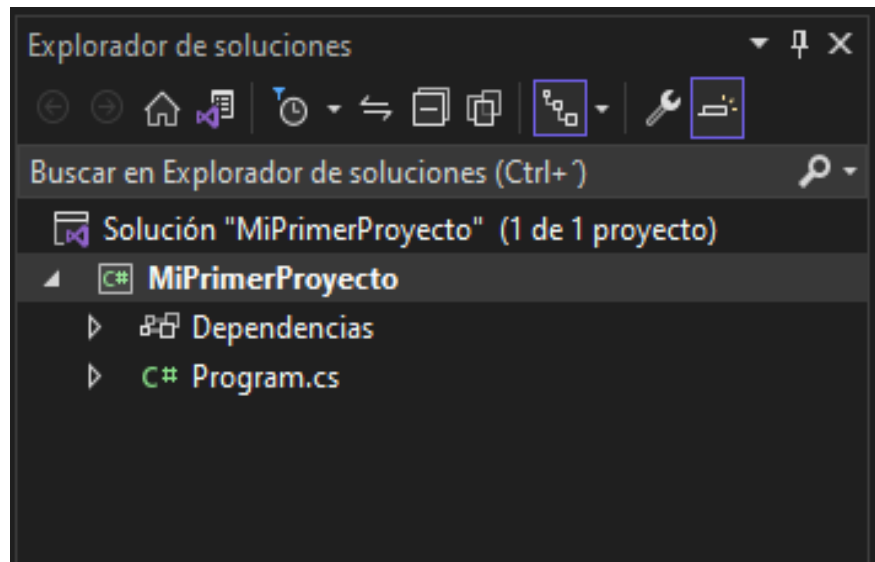 Explorador de soluciones
Buscar en Explorador de soluciones (Ctrl+´)
Solución "MiPrimerProyecto" (1 de 1 proyecto)
C# MiPrimerProyecto
Dependencias
C# Program.cs